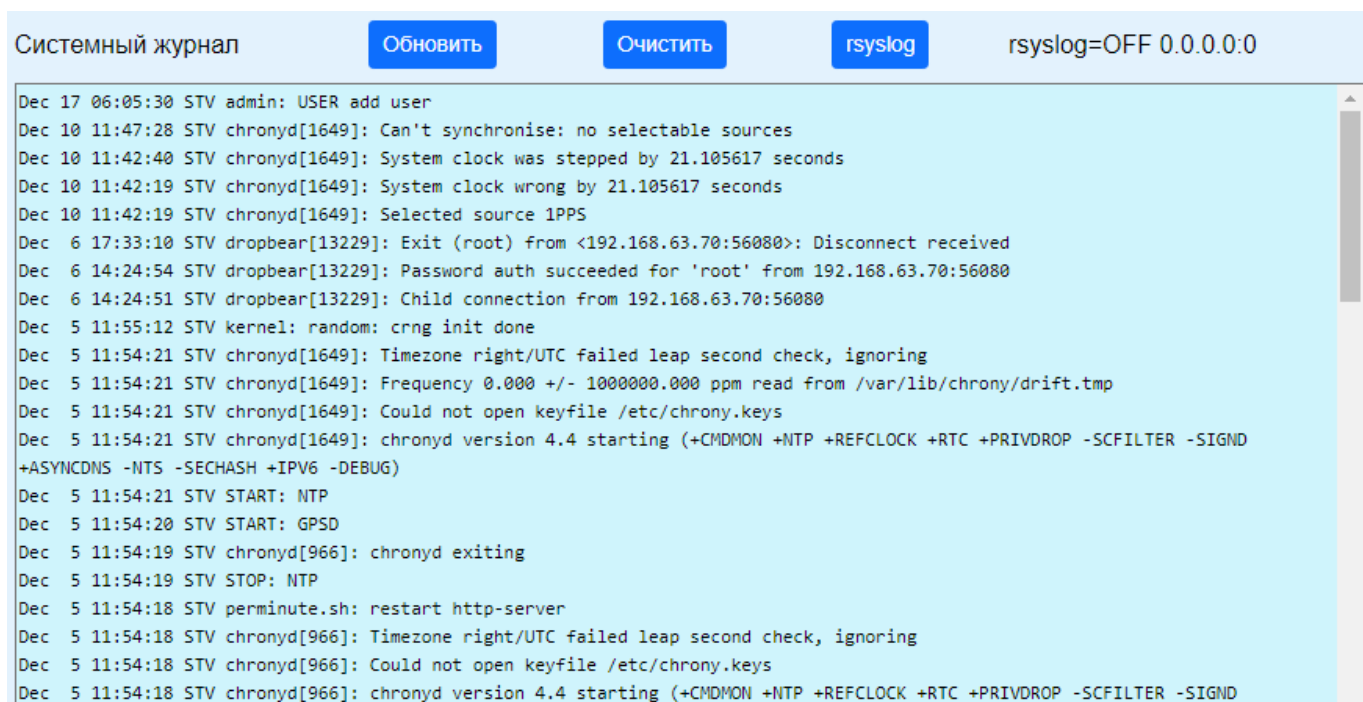 Системный журнал Обновить Очистить rsyslog rsyslog=OFF 0.0.0.0:0
Dec 17 06:05:30 STV admin: USER add user
Dec 10 11:47:28 STV chronyd[1649]: Can't synchronise: no selectable sources
Dec 10 11:42:40 STV chronyd[1649]: System clock was stepped by 21.105617 seconds
Dec 10 11:42:19 STV chronyd[1649]: System clock wrong by 21.105617 seconds
Dec 10 11:42:19 STV chronyd[1649]: Selected source 1PPS
Dec  6 17:33:10 STV dropbear[13229]: Exit (root) from <192.168.63.70:56080>: Disconnect received
Dec  6 14:24:54 STV dropbear[13229]: Password auth succeeded for 'root' from 192.168.63.70:56080
Dec  6 14:24:51 STV dropbear[13229]: Child connection from 192.168.63.70:56080
Dec  5 11:55:12 STV kernel: random: crng init done
Dec  5 11:54:21 STV chronyd[1649]: Timezone right/UTC failed leap second check, ignoring
Dec  5 11:54:21 STV chronyd[1649]: Frequency 0.000 +/- 1000000.000 ppm read from /var/lib/chrony/drift.tmp
Dec  5 11:54:21 STV chronyd[1649]: Could not open keyfile /etc/chrony.keys
Dec  5 11:54:21 STV chronyd[1649]: chronyd version 4.4 starting (+CMDMON +NTP +REFCLOCK +RTC +PRIVDROP -SCFILTER -SIGND
+ASYNCDNS -NTS -SECHASH +IPV6 -DEBUG)
Dec  5 11:54:21 STV START: NTP
Dec  5 11:54:20 STV START: GPSD
Dec  5 11:54:19 STV chronyd[966]: chronyd exiting
Dec  5 11:54:19 STV STOP: NTP
Dec  5 11:54:18 STV perminute.sh: restart http-server
Dec  5 11:54:18 STV chronyd[966]: Timezone right/UTC failed leap second check, ignoring
Dec  5 11:54:18 STV chronyd[966]: Could not open keyfile /etc/chrony.keys
Dec  5 11:54:18 STV chronyd[966]: chronyd version 4.4 starting (+CMDMON +NTP +REFCLOCK +RTC +PRIVDROP -SCFILTER -SIGND